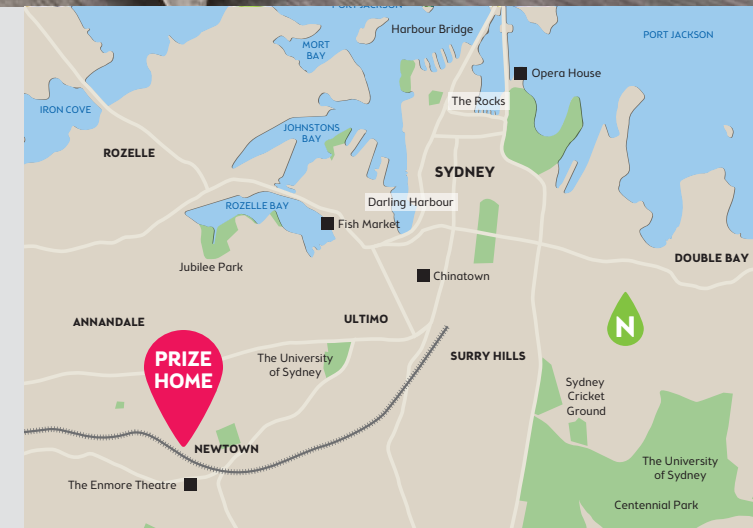 PORT JACKSON
Harbour Bridge
PORT JACKSON
MORT
BAY
Opera House
The Rocks
IRON COVE
JOHNSTONS
BAY
ROZELLE
SYDNEY
Darling Harbour
ROZELLE BAY
Fish Market
Jubilee Park
DOUBLE BAY
Chinatown
ANNANDALE
ULTIMO
N
PRIZE
HOME
The University
of Sydney
SURRY HILLS
Sydney
Cricket
Ground
NEWTOWN
The University
of Sydney
The Enmore Theatre
Centennial Park